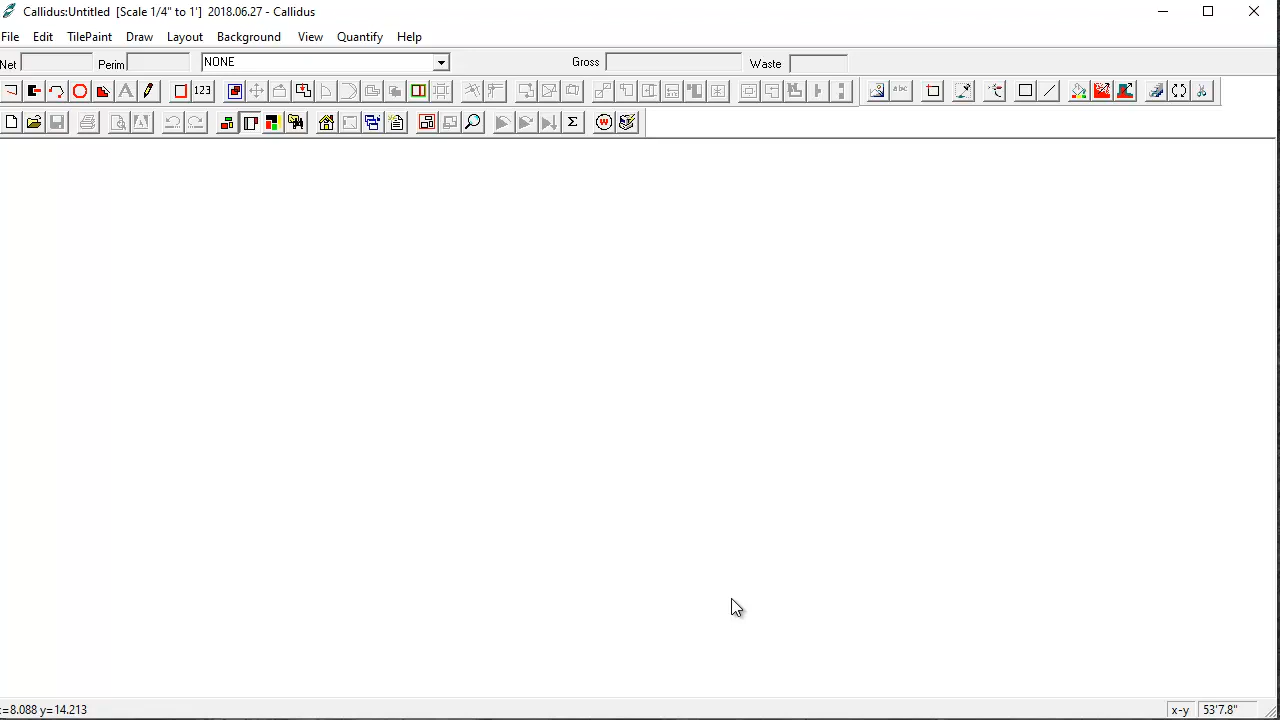 Callidus:Untitled [Scale 1/4" to 1'] 2018.06.27 - Callidus
File Edit TilePaint Draw Layout Background View Quantify Help
Net Perim NONE Gross Waste
A 123 abc
Σ W
:=8.088 y=14.213 x-y 53'7.8"